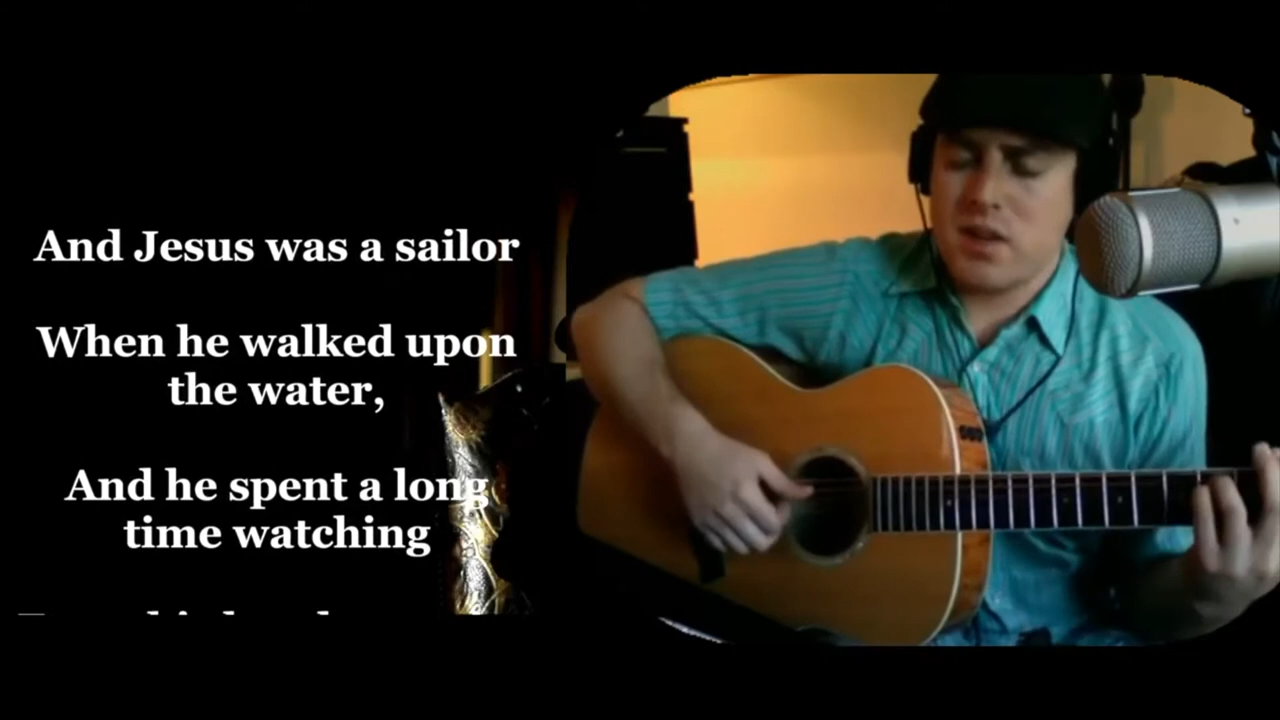 And Jesus was a sailor
When he walked upon
the water,
And he spent a long
time watching